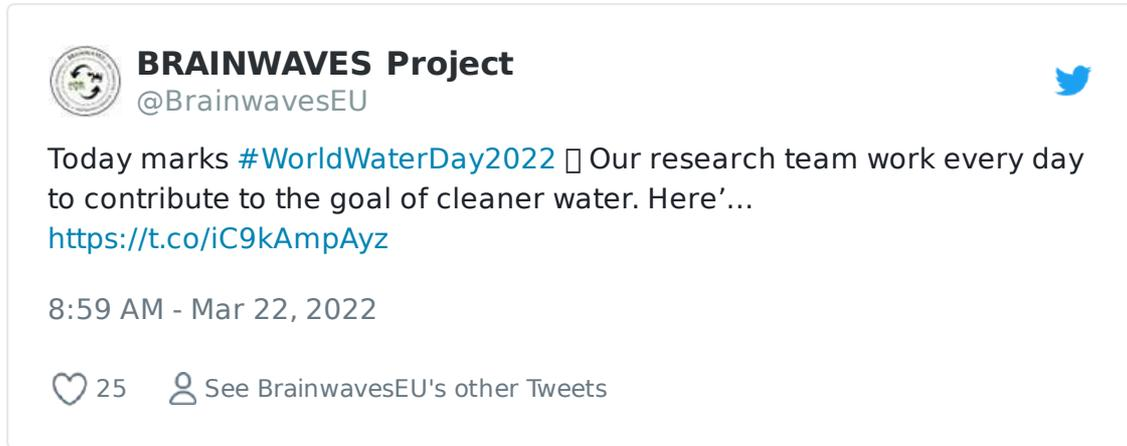 BRAINWAVES Project
@BrainwavesEU
Today marks #WorldWaterDay2022 Our research team work every day
to contribute to the goal of cleaner water. Here’...
https://t.co/iC9kAmpAyz
8:59 AM - Mar 22, 2022
25 See BrainwavesEU's other Tweets